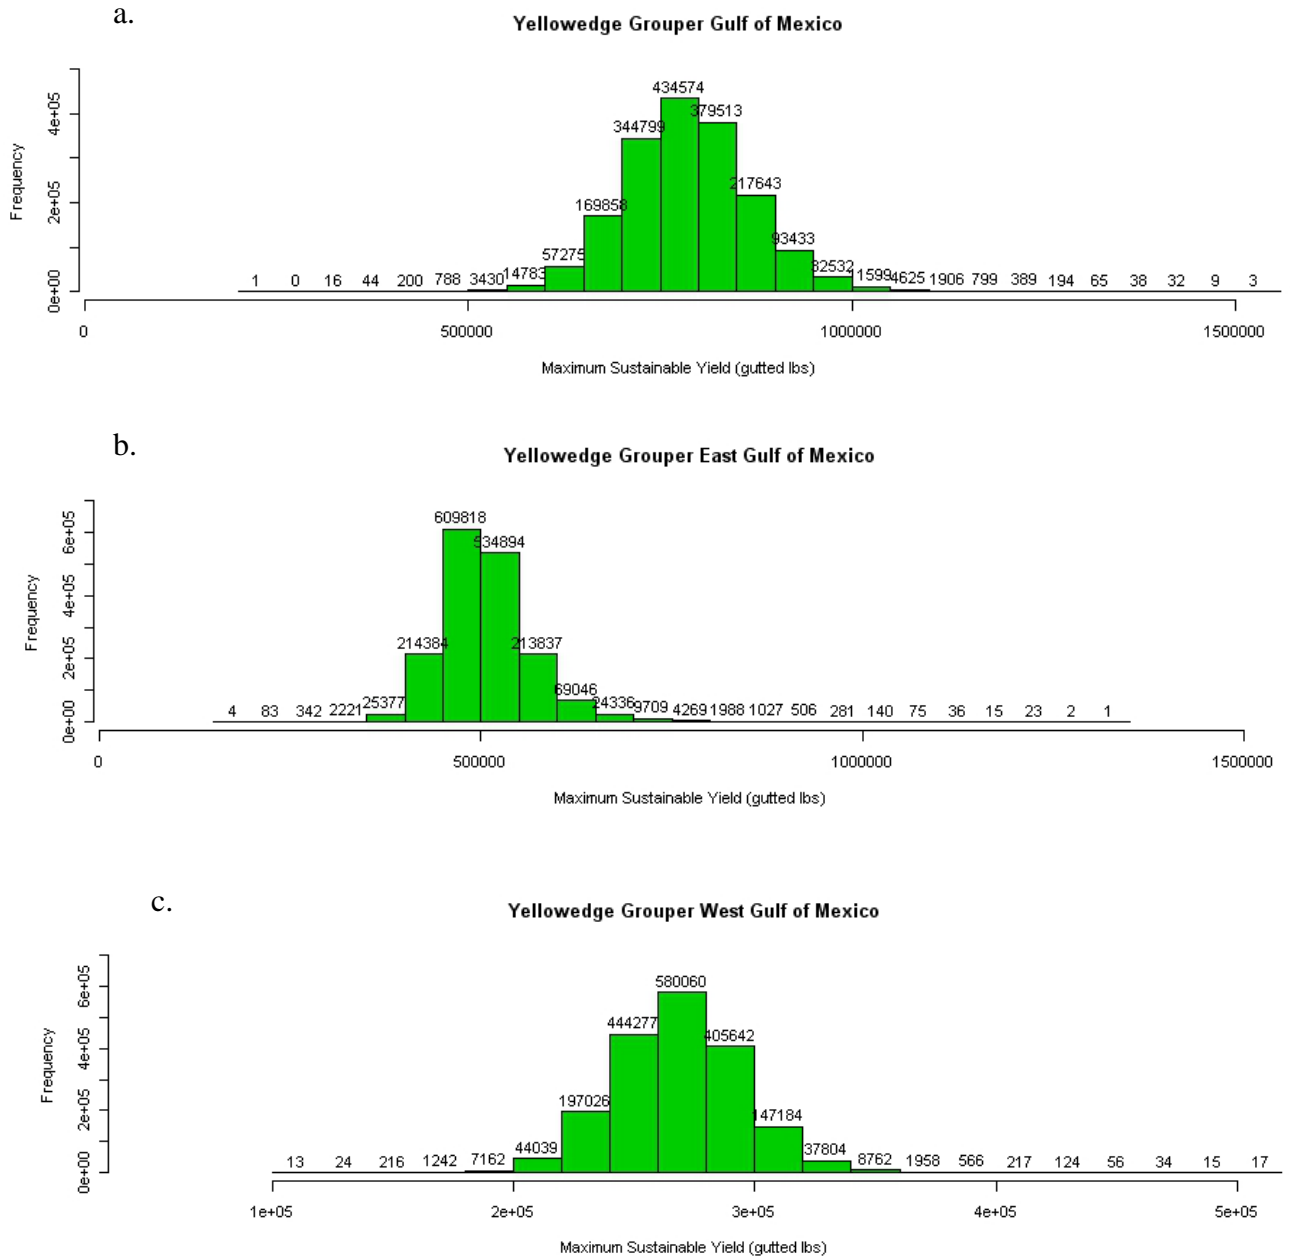 a.
Yellowedge Grouper Gulf of Mexico
Frequency
0e+00 2e+05 4e+05
1 0 16 44 200 788 3430 14783 57275 169858 344799 434574 379513 217643 93433 32532 11599 4625 1906 799 389 194 65 38 32 9 3
0 500000 1000000 1500000
Maximum Sustainable Yield (gutted lbs)
b.
Yellowedge Grouper East Gulf of Mexico
Frequency
0e+00 2e+05 4e+05 6e+05
4 83 342 2221 25377 214384 609818 534894 213837 69046 24336 9709 4269 1988 1027 506 281 140 75 36 15 23 2 1
0 500000 1000000 1500000
Maximum Sustainable Yield (gutted lbs)
c.
Yellowedge Grouper West Gulf of Mexico
Frequency
0e+00 2e+05 4e+05 6e+05
13 24 216 1242 7162 44039 197026 444277 580060 405642 147184 37804 8762 1958 566 217 124 56 34 15 17
1e+05 2e+05 3e+05 4e+05 5e+05
Maximum Sustainable Yield (gutted lbs)